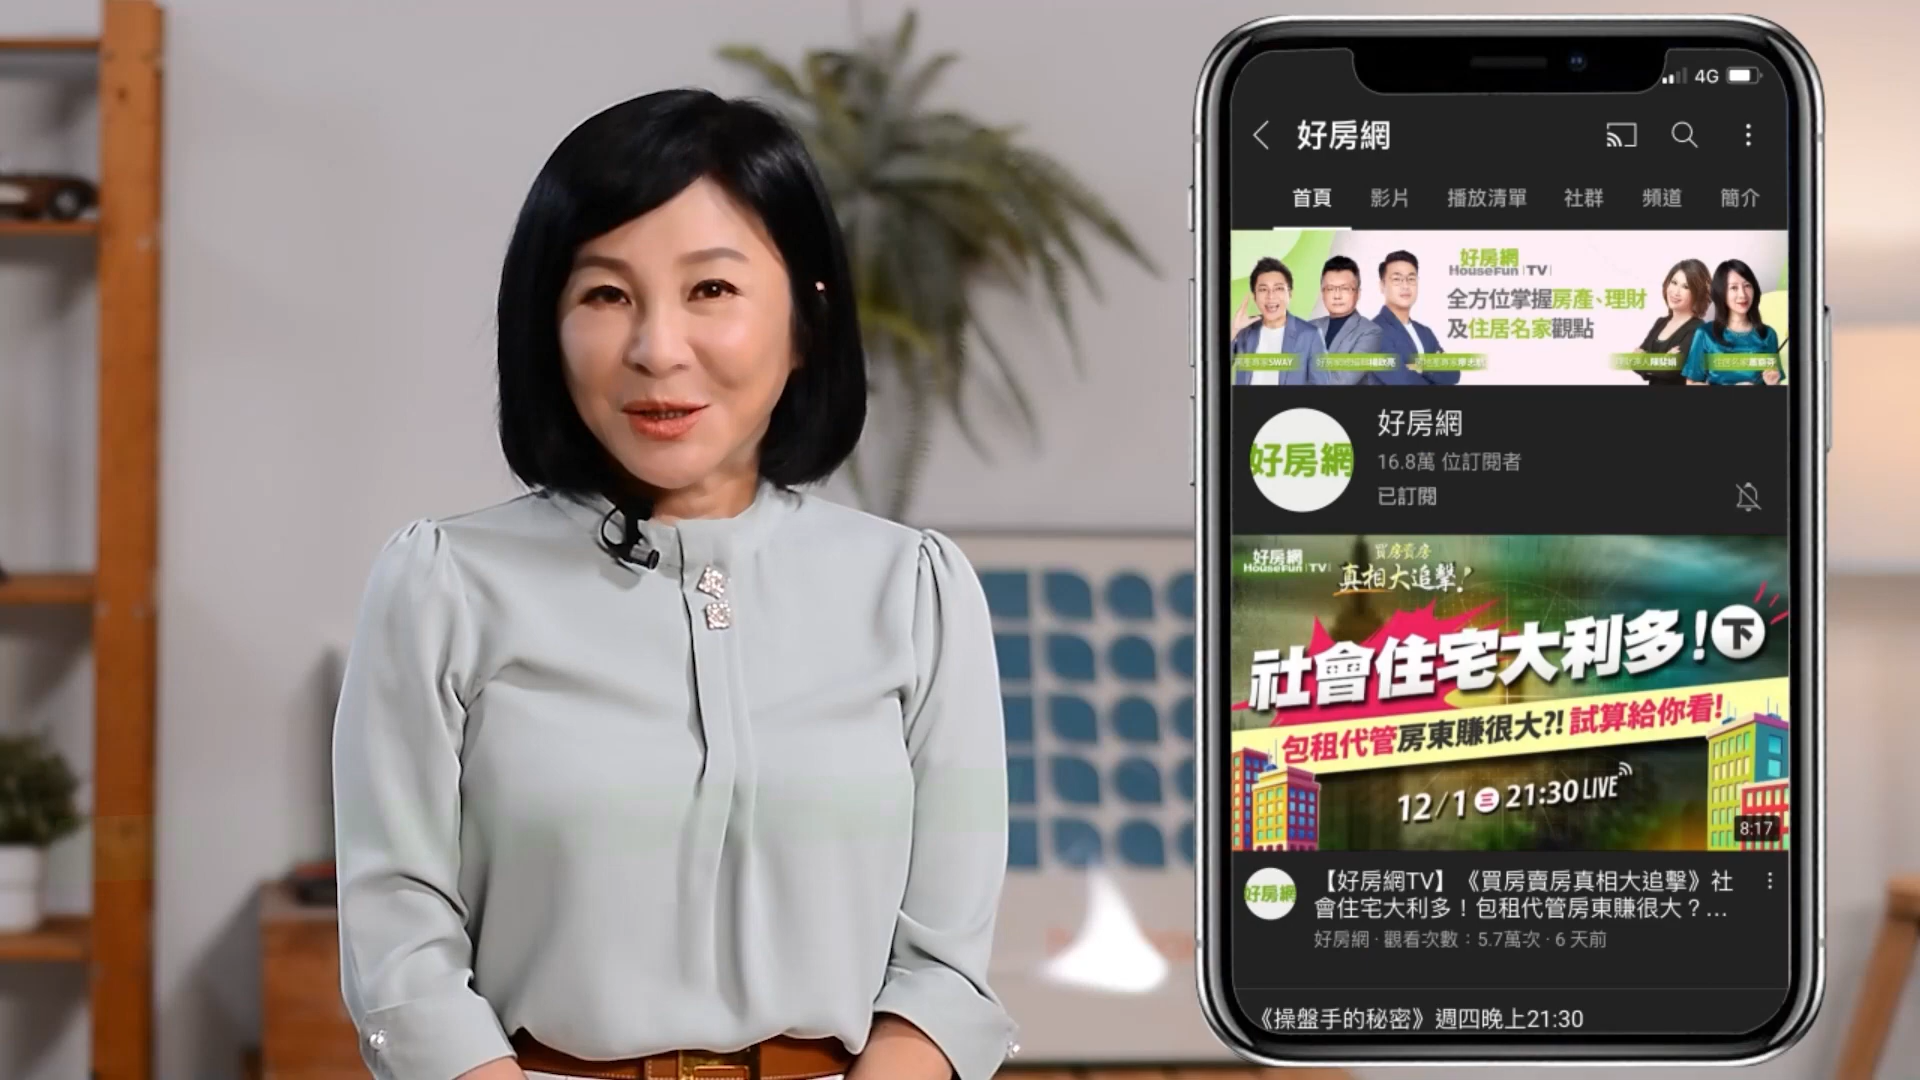 4G
好房網
首頁 影片 播放清單 社群 頻道 簡介
好房網
HouseFun TV
全方位掌握房產、理財
及住居名家觀點
SWAY
好房網
好房網
16.8萬 位訂閱者
已訂閱
好房網
HouseFun TV
買房賣房
真相大追擊!
社會住宅大利多!下
包租代管房東賺很大?!試算給你看!
12/1 三 21:30 LIVE
8:17
好房網
【好房網TV】《買房賣房真相大追擊》社
會住宅大利多！包租代管房東賺很大？...
好房網 · 觀看次數：5.7萬次 · 6 天前
《操盤手的秘密》週四晚上21:30